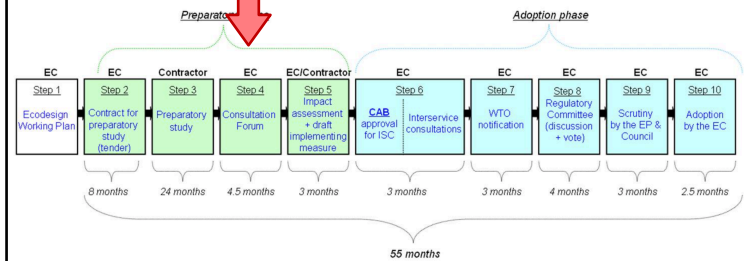 Preparato
Adoption phase
EC
EC
Contractor
EC
EC/Contractor
EC
EC
EC
EC
EC
Step 1
Ecodesign
Working Plan
Step 2
Contract for
preparatory
study
(tender)
Step 3
Preparatory
study
Step 4
Consultation
Forum
Step 5
Impact
assessment
+ draft
implementing
measure
Step 6
CAB
approval
for ISC
Interservice
consultations
Step 7
WTO
notification
Step 8
Regulatory
Committee
(discussion
+ vote)
Step 9
Scrutiny
by the EP &
Council
Step 10
Adoption
by the EC
8 months
24 months
4.5 months
3 months
3 months
3 months
4 months
3 months
2.5 months
55 months